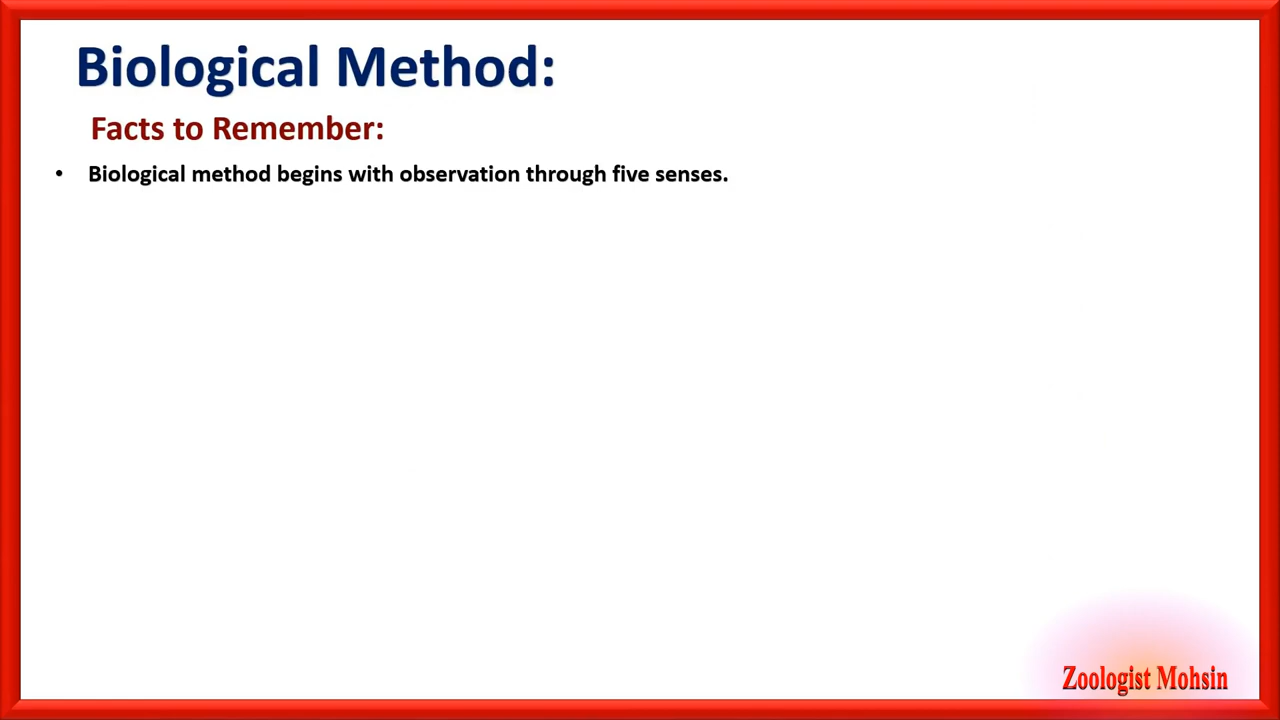 Biological Method:
Facts to Remember:
• Biological method begins with observation through five senses.
Zoologist Mohsin